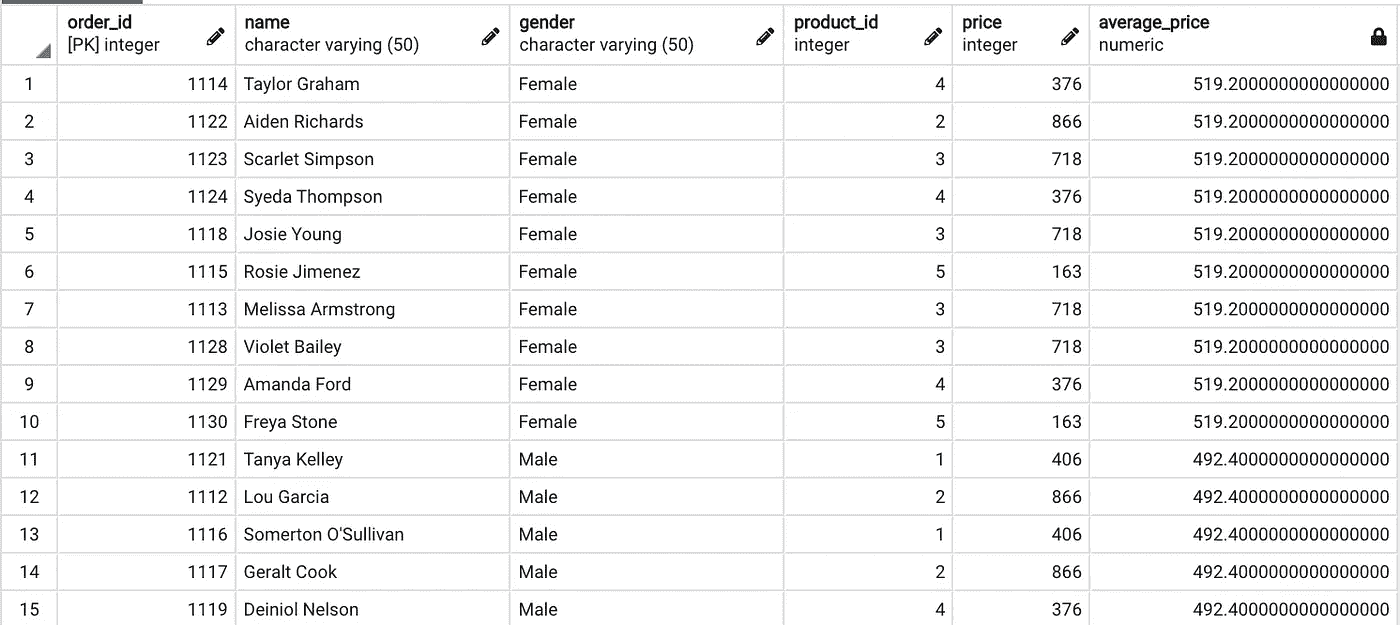 order_id name gender product_id price average_price
[PK] integer character varying (50) character varying (50) integer integer numeric
1 1114 Taylor Graham Female 4 376 519.2000000000000000
2 1122 Aiden Richards Female 2 866 519.2000000000000000
3 1123 Scarlet Simpson Female 3 718 519.2000000000000000
4 1124 Syeda Thompson Female 4 376 519.2000000000000000
5 1118 Josie Young Female 3 718 519.2000000000000000
6 1115 Rosie Jimenez Female 5 163 519.2000000000000000
7 1113 Melissa Armstrong Female 3 718 519.2000000000000000
8 1128 Violet Bailey Female 3 718 519.2000000000000000
9 1129 Amanda Ford Female 4 376 519.2000000000000000
10 1130 Freya Stone Female 5 163 519.2000000000000000
11 1121 Tanya Kelley Male 1 406 492.4000000000000000
12 1112 Lou Garcia Male 2 866 492.4000000000000000
13 1116 Somerton O'Sullivan Male 1 406 492.4000000000000000
14 1117 Geralt Cook Male 2 866 492.4000000000000000
15 1119 Deiniol Nelson Male 4 376 492.4000000000000000